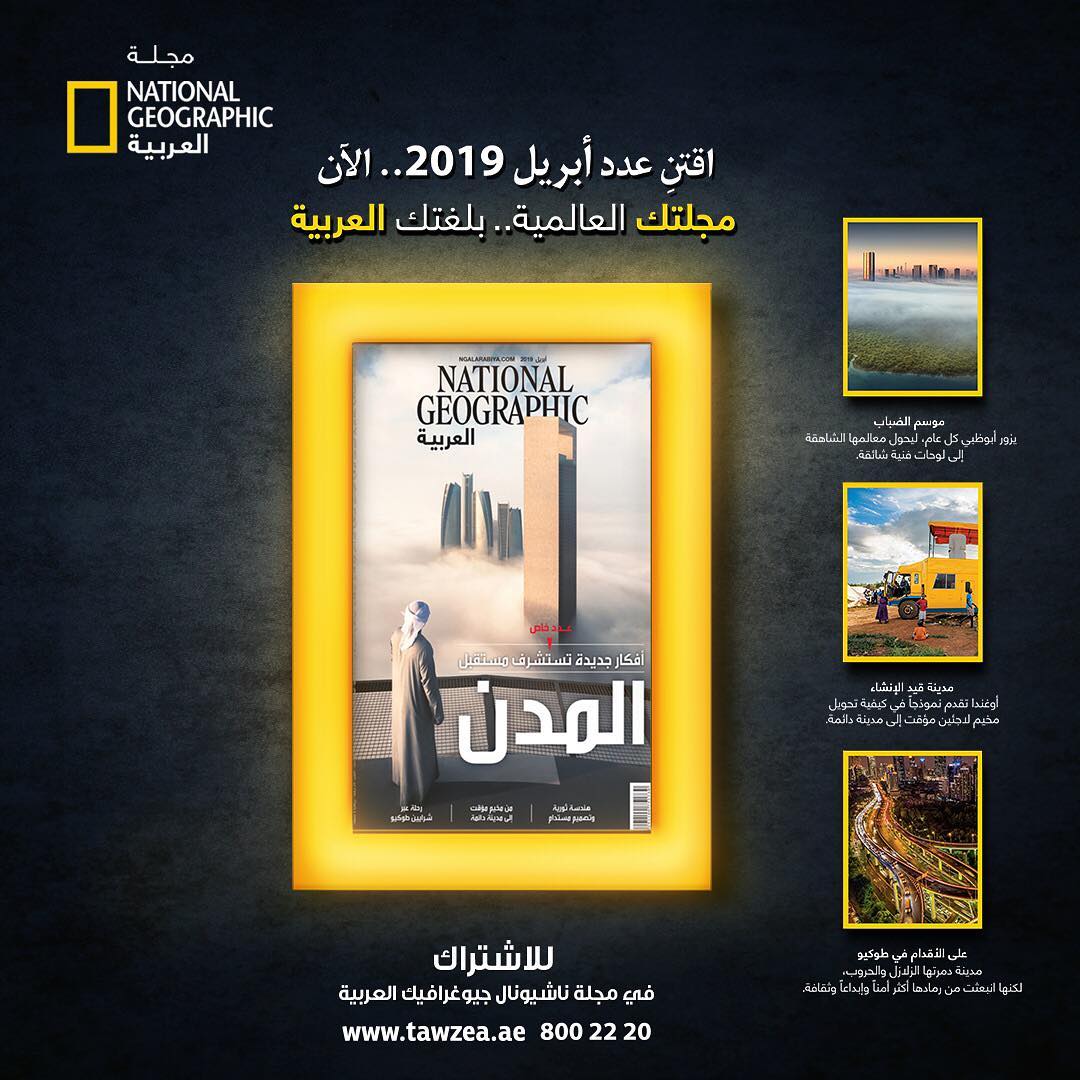 مجلة
NATIONAL
GEOGRAPHIC
العربية
اقتنِ عدد أبريل 2019.. الآن
مجلتك العالمية.. بلغتك العربية
NGALARABIYA.COM أبريل 2019
NATIONAL
GEOGRAPHIC
العربية
عدد خاص
أفكار جديدة تستشرف مستقبل
المدن
هندسة ثورية
وتصميم مستدام
من مخيم مؤقت
إلى مدينة دائمة
رحلة عبر
شرايين طوكيو
موسم الضباب
يزور أبوظبي كل عام، ليحول معالمها الشاهقة
إلى لوحات فنية شائقة.
مدينة قيد الإنشاء
أوغندا تقدم نموذجاً في كيفية تحويل
مخيم لاجئين مؤقت إلى مدينة دائمة.
على الأقدام في طوكيو
مدينة دمرتها الزلازل والحروب،
لكنها انبعثت من رمادها أكثر أمناً وإبداعاً وثقافة.
للاشتراك
في مجلة ناشيونال جيوغرافيك العربية
www.tawzea.ae 800 22 20